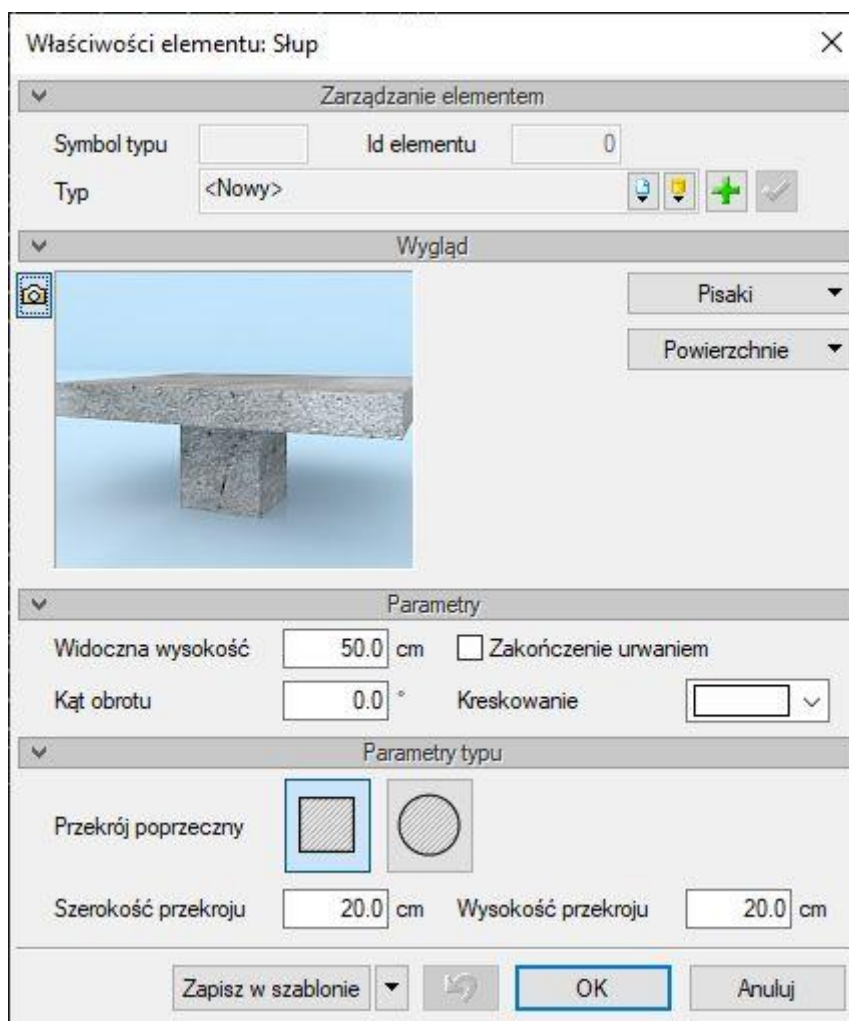 Właściwości elementu: Słup
Zarządzanie elementem
Symbol typu Id elementu 0
Typ <Nowy>
Wygląd
Pisaki
Powierzchnie
Parametry
Widoczna wysokość 50.0 cm Zakończenie urwaniem
Kąt obrotu 0.0 ° Kreskowanie
Parametry typu
Przekrój poprzeczny
Szerokość przekroju 20.0 cm Wysokość przekroju 20.0 cm
Zapisz w szablonie OK Anuluj